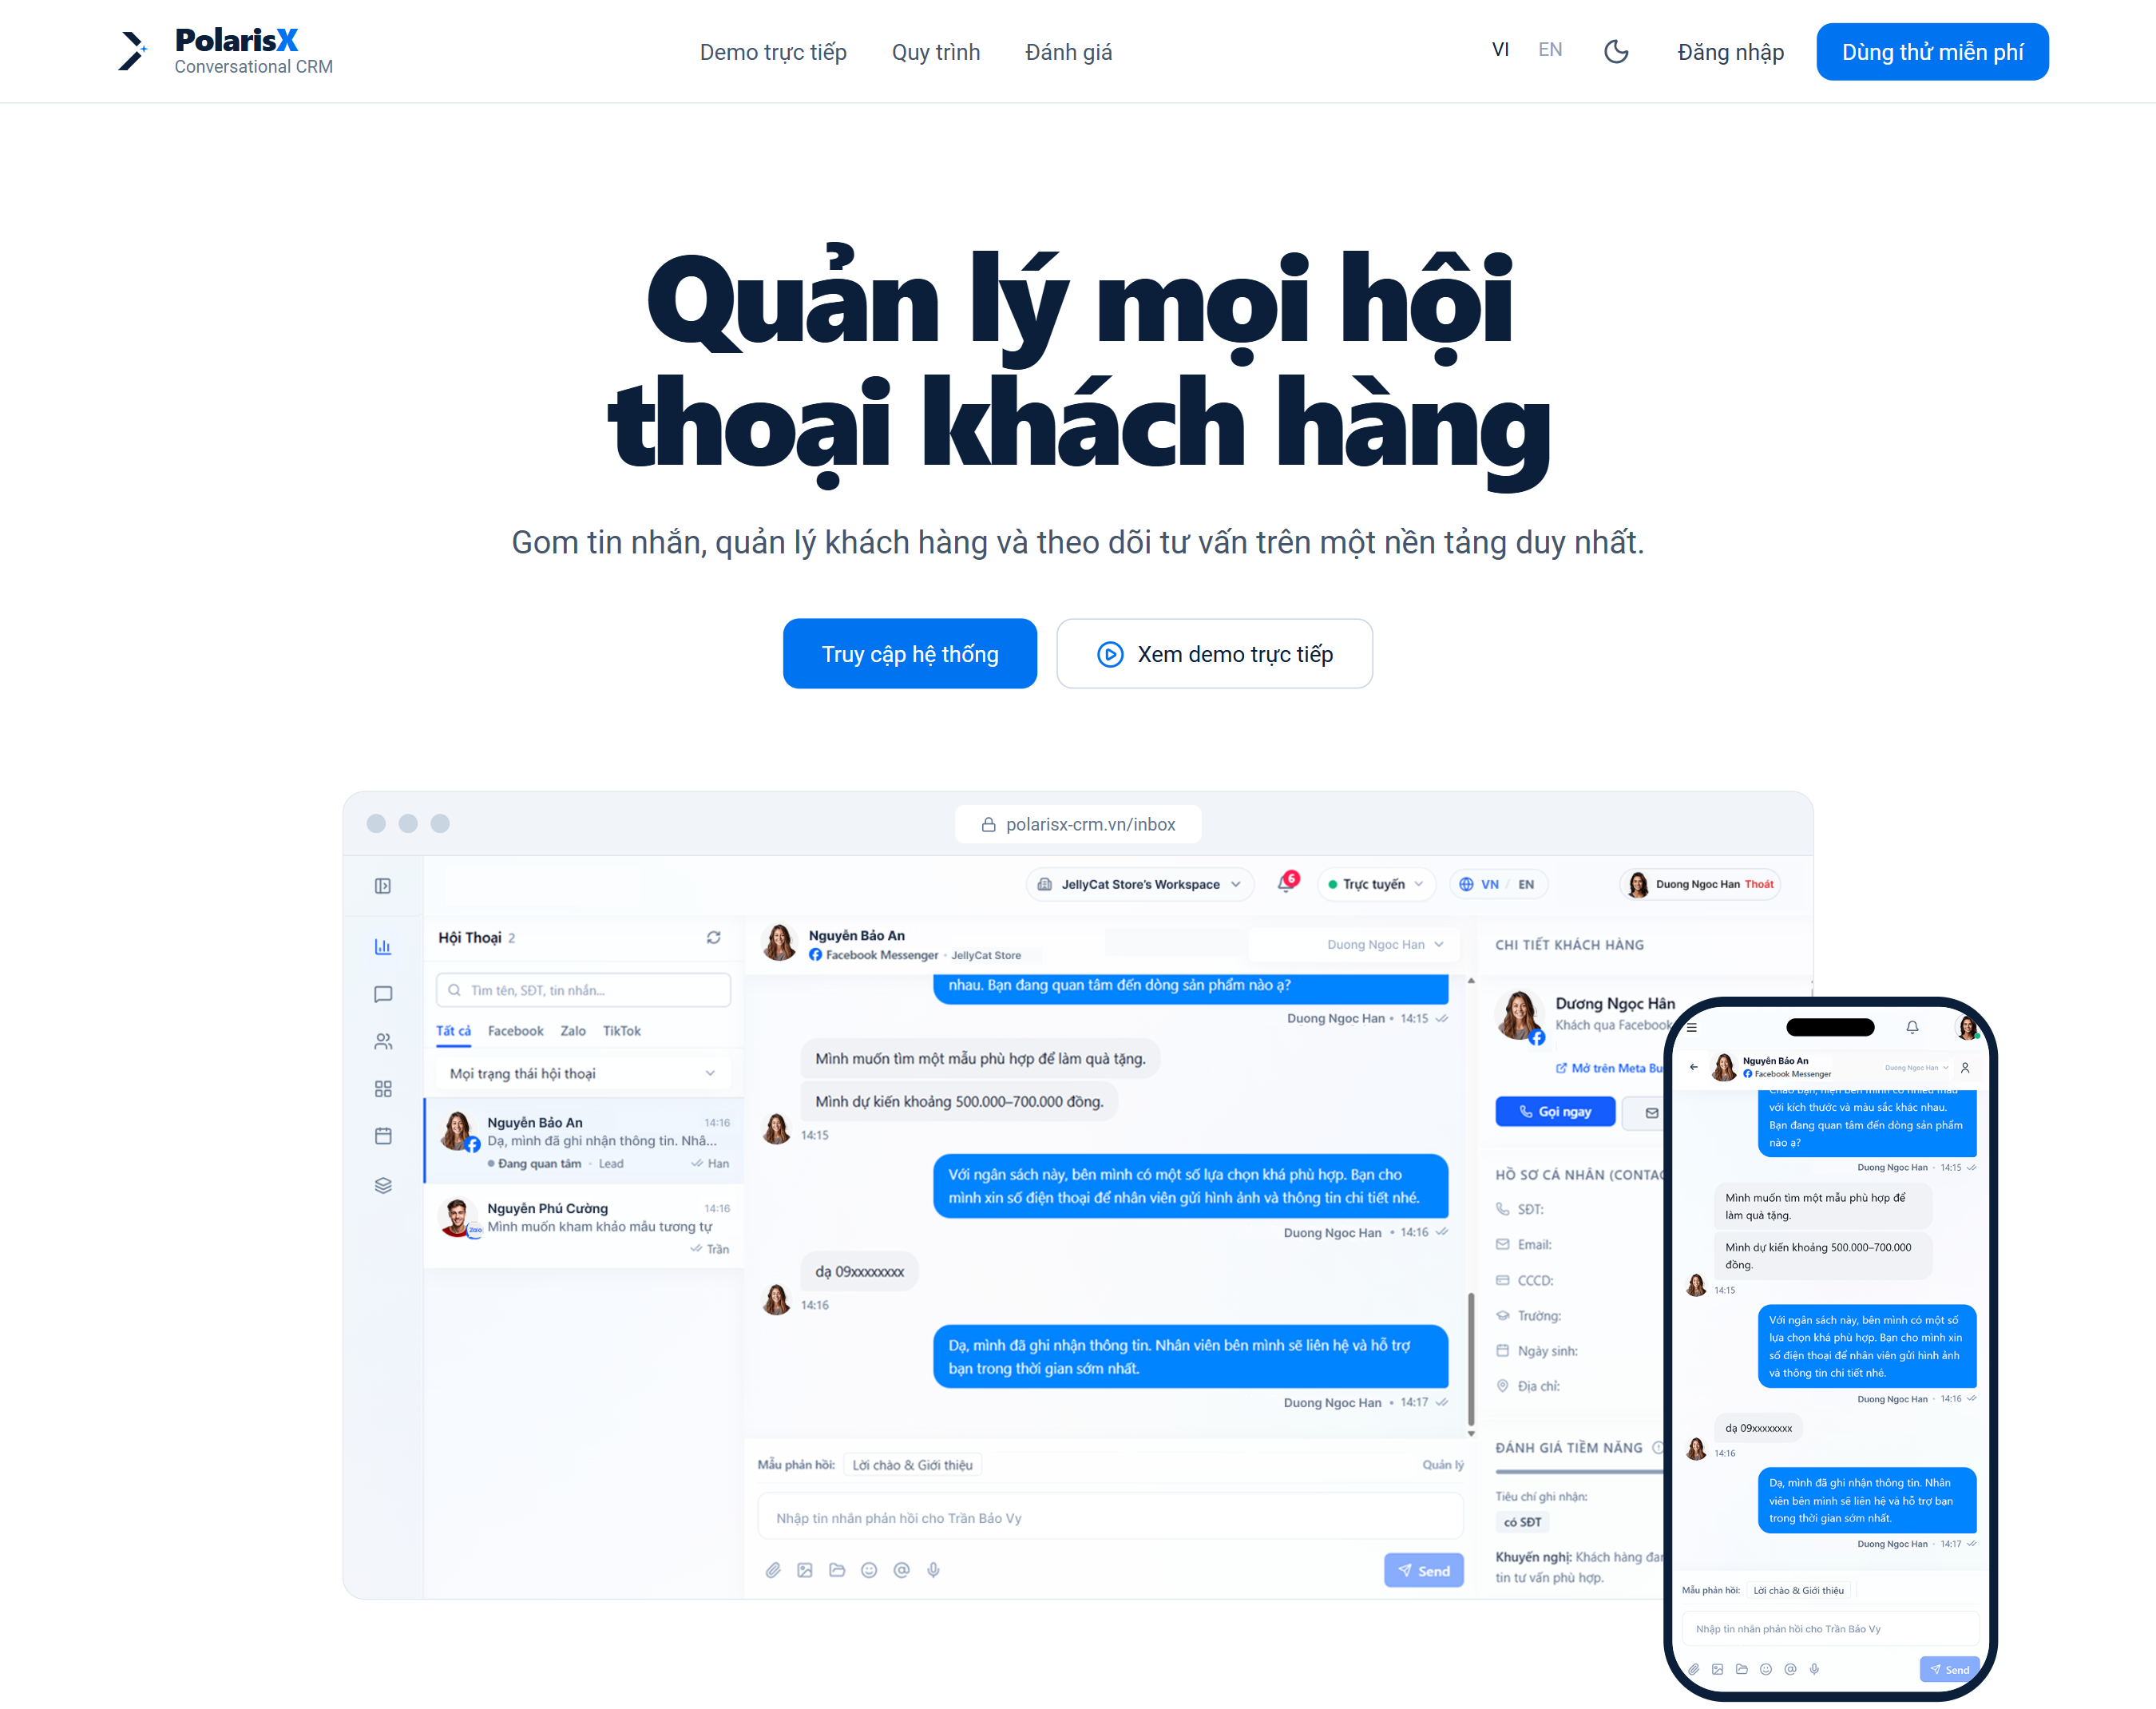 PolarisX
Conversational CRM
Demo trực tiếp
Quy trình
Đánh giá
VI
EN
Đăng nhập
Dùng thử miễn phí
Quản lý mọi hội
thoại khách hàng
Gom tin nhắn, quản lý khách hàng và theo dõi tư vấn trên một nền tảng duy nhất.
Truy cập hệ thống
Xem demo trực tiếp
polarisx-crm.vn/inbox
JellyCat Store's Workspace
6
Trực tuyến
VN / EN
Duong Ngoc Han Thoát
Hội Thoại 2
Tìm tên, SĐT, tin nhắn...
Tất cả
Facebook
Zalo
TikTok
Mọi trạng thái hội thoại
Nguyễn Bảo An
14:16
Dạ, mình đã ghi nhận thông tin. Nhâ...
Đang quan tâm • Lead
Han
Nguyễn Phú Cường
14:16
Zalo
Mình muốn kham khảo mẫu tương tự
Trân
Nguyễn Bảo An
Facebook Messenger • JellyCat Store
Duong Ngoc Han
nhau. Bạn đang quan tâm đến dòng sản phẩm nào ạ?
Duong Ngoc Han • 14:15
Mình muốn tìm một mẫu phù hợp để làm quà tặng.
Mình dự kiến khoảng 500.000–700.000 đồng.
14:15
Với ngân sách này, bên mình có một số lựa chọn khá phù hợp. Bạn cho
mình xin số điện thoại để nhân viên gửi hình ảnh và thông tin chi tiết nhé.
Duong Ngoc Han • 14:16
dạ 09xxxxxxxx
14:16
Dạ, mình đã ghi nhận thông tin. Nhân viên bên mình sẽ liên hệ và hỗ trợ
bạn trong thời gian sớm nhất.
Duong Ngoc Han • 14:17
Mẫu phản hồi:
Lời chào & Giới thiệu
Quản lý
Nhập tin nhắn phản hồi cho Trần Bảo Vy
Send
CHI TIẾT KHÁCH HÀNG
Dương Ngọc Hân
Khách qua Facebook
Mở trên Meta Bu
Gọi ngay
HỒ SƠ CÁ NHÂN (CONTAC
SĐT:
Email:
CCCD:
Trường:
Ngày sinh:
Địa chỉ:
ĐÁNH GIÁ TIỀM NĂNG
Tiêu chí ghi nhận:
có SĐT
Khuyến nghị: Khách hàng đan
tin tư vấn phù hợp.
Nguyễn Bảo An
Facebook Messenger
Duong Ngoc Han
với kích thước và màu sắc khác nhau.
Bạn đang quan tâm đến dòng sản phẩm
nào ạ?
Duong Ngoc Han • 14:15
Mình muốn tìm một mẫu phù hợp để
làm quà tặng.
Mình dự kiến khoảng 500.000–700.000
đồng.
14:15
Với ngân sách này, bên mình có một số
lựa chọn khá phù hợp. Bạn cho mình xin
số điện thoại để nhân viên gửi hình ảnh
và thông tin chi tiết nhé.
Duong Ngoc Han • 14:16
dạ 09xxxxxxxx
14:16
Dạ, mình đã ghi nhận thông tin. Nhân
viên bên mình sẽ liên hệ và hỗ trợ bạn
trong thời gian sớm nhất.
Duong Ngoc Han • 14:17
Mẫu phản hồi:
Lời chào & Giới thiệu
Nhập tin nhắn phản hồi cho Trần Bảo Vy
Send